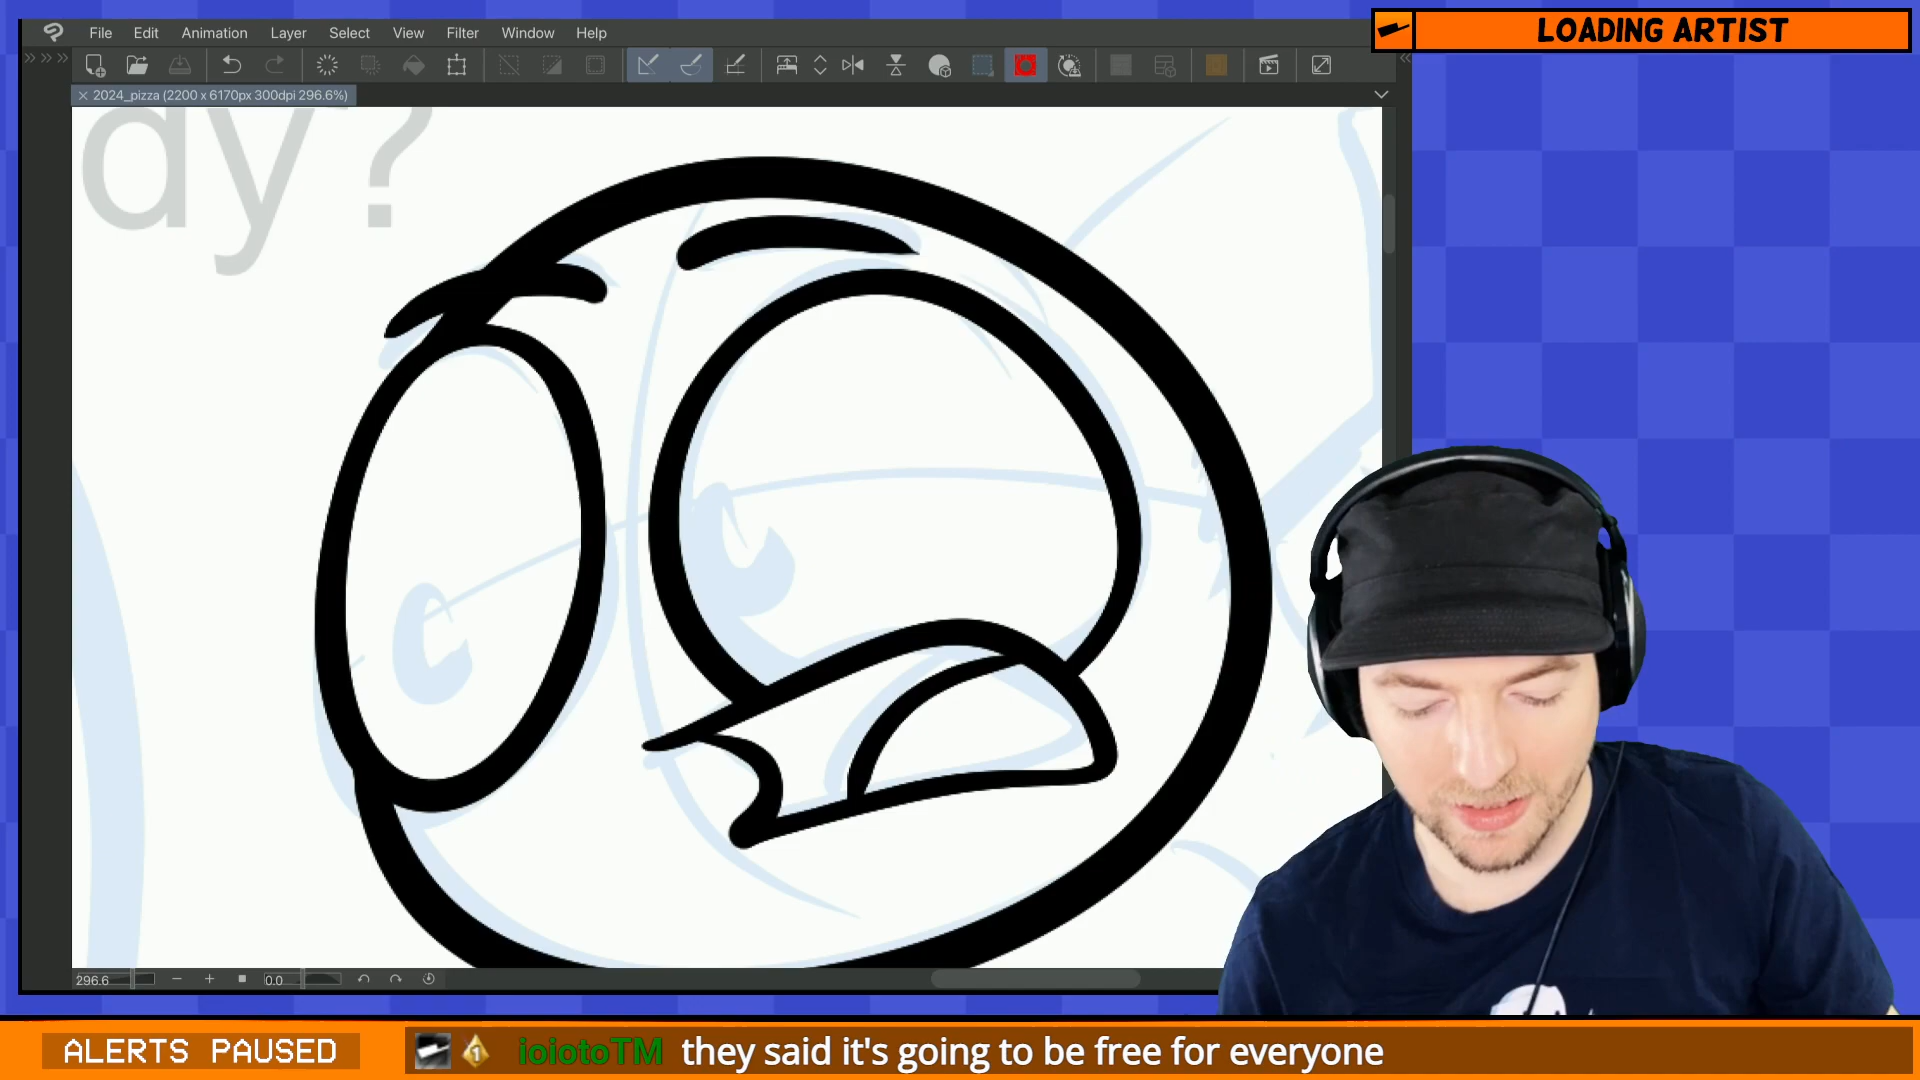 LOADING ARTIST
File Edit Animation Layer Select View Filter Window Help
2024_pizza (2200 x 6170px 300dpi 296.6%)
dy?
296.6
0.0
ALERTS PAUSED
1
ioiotoTM they said it's going to be free for everyone